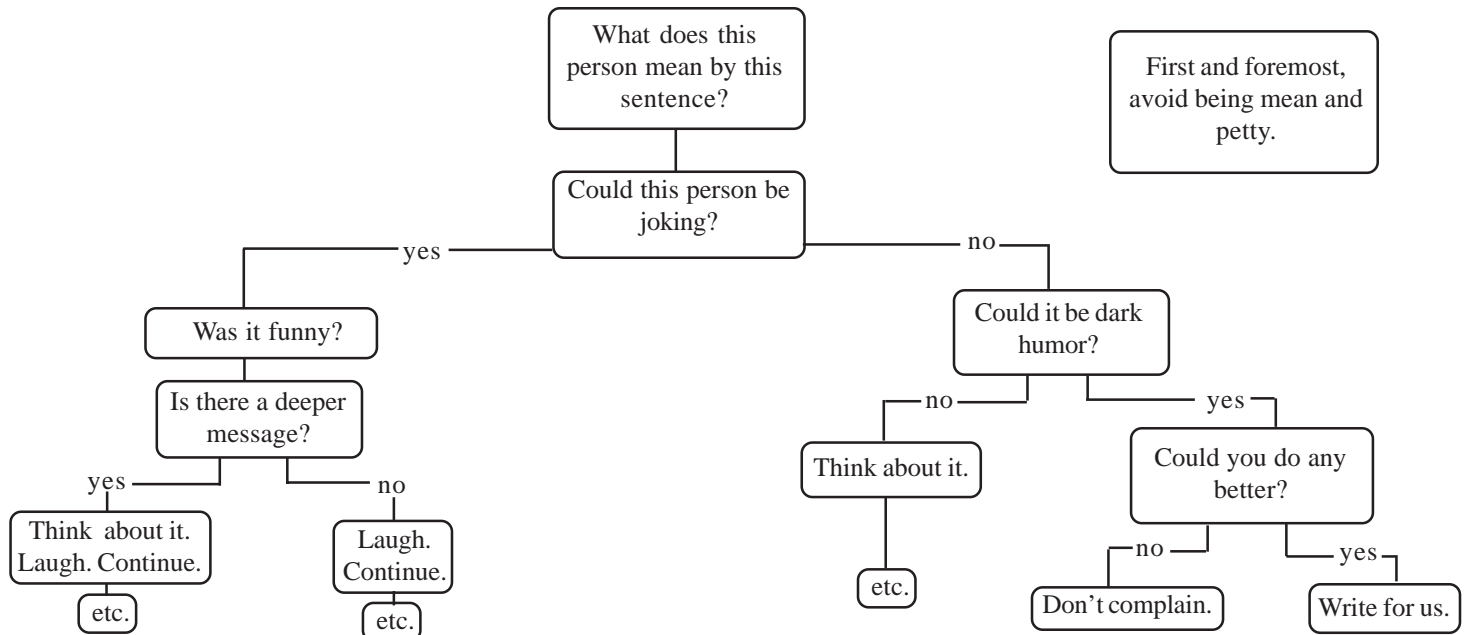 What does this
person mean by this
sentence?
First and foremost,
avoid being mean and
petty.
Could this person be
joking?
yes
no
Was it funny?
Could it be dark
humor?
Is there a deeper
message?
no
yes
Think about it.
Could you do any
better?
yes
no
Think about it.
Laugh. Continue.
Laugh.
Continue.
no
yes
etc.
etc.
etc.
Don't complain.
Write for us.